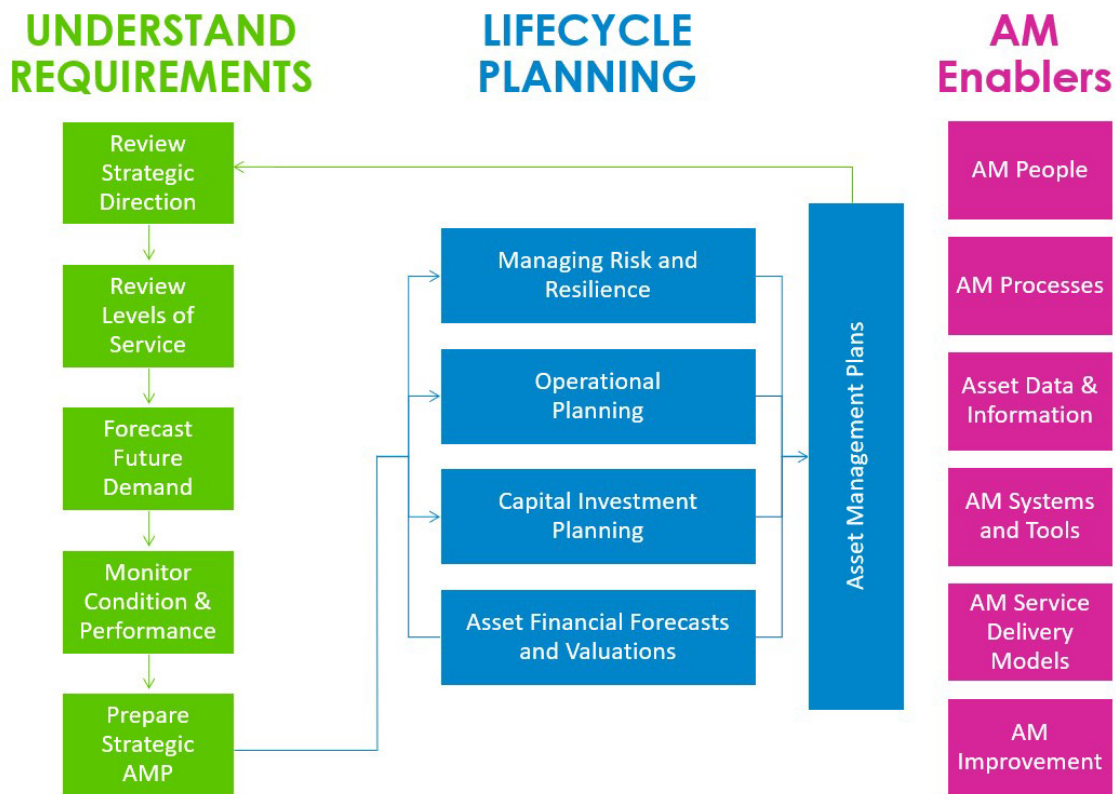 UNDERSTAND
REQUIREMENTS
Review
Strategic
Direction
Review
Levels of
Service
Forecast
Future
Demand
Monitor
Condition &
Performance
Prepare
Strategic
AMP
LIFECYCLE
PLANNING
Managing Risk and
Resilience
Operational
Planning
Capital Investment
Planning
Asset Financial Forecasts
and Valuations
Asset Management Plans
AM
Enablers
AM People
AM Processes
Asset Data &
Information
AM Systems
and Tools
AM Service
Delivery
Models
AM
Improvement